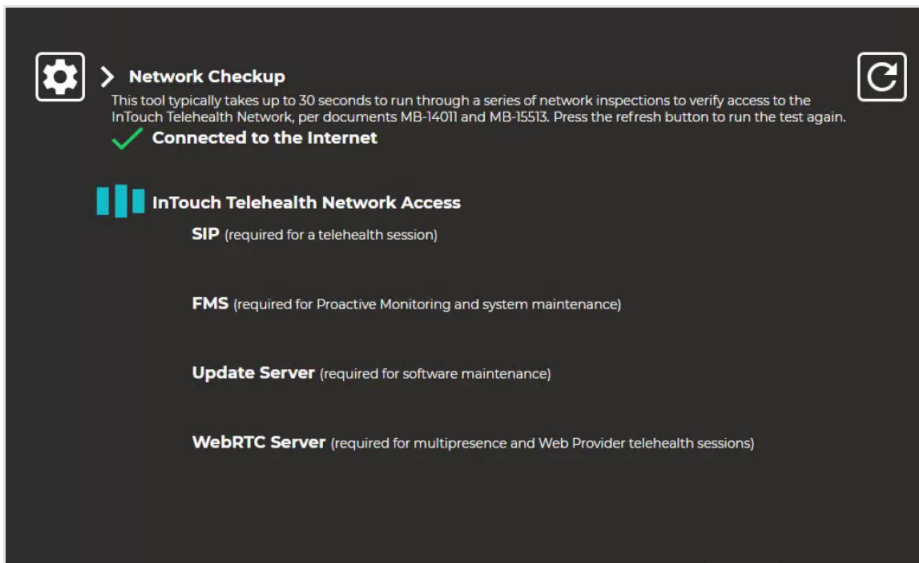 Network Checkup
This tool typically takes up to 30 seconds to run through a series of network inspections to verify access to the
InTouch Telehealth Network, per documents MB-14011 and MB-15513. Press the refresh button to run the test again.
Connected to the Internet
InTouch Telehealth Network Access
SIP (required for a telehealth session)
FMS (required for Proactive Monitoring and system maintenance)
Update Server (required for software maintenance)
WebRTC Server (required for multipresence and Web Provider telehealth sessions)